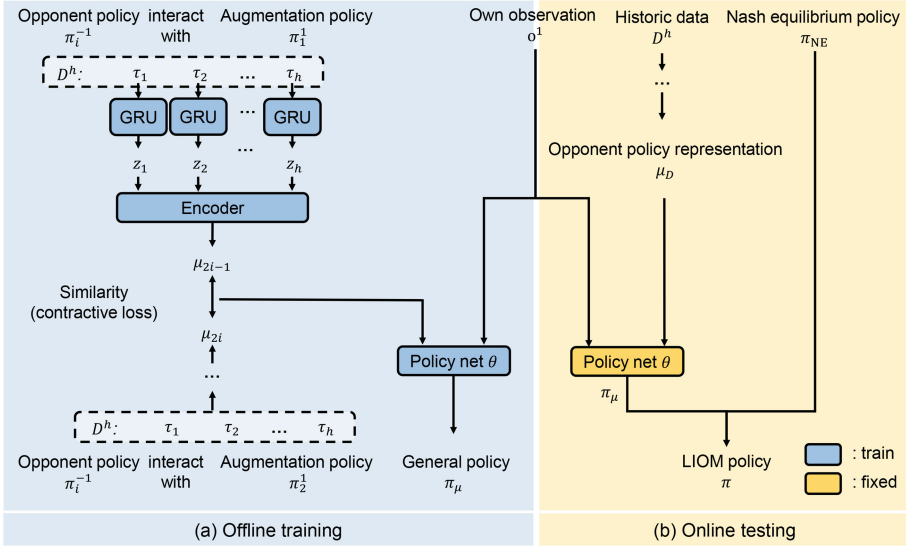 Opponent policy interact Augmentation policy
π_i^{-1} with π_1^1
D^h: τ_1 τ_2 ... τ_h
GRU GRU ... GRU
...
z_1 z_2 z_h
Encoder
μ_{2i−1}
Similarity
(contractive loss)
μ_{2i}
...
D^h: τ_1 τ_2 ... τ_h
Opponent policy interact Augmentation policy
π_i^{-1} with π_2^1
Policy net θ
General policy
π_μ
(a) Offline training
Own observation
o^1
Historic data
D^h
...
Opponent policy representation
μ_D
Nash equilibrium policy
π_NE
Policy net θ
π_μ
LIOM policy
π
: train
: fixed
(b) Online testing